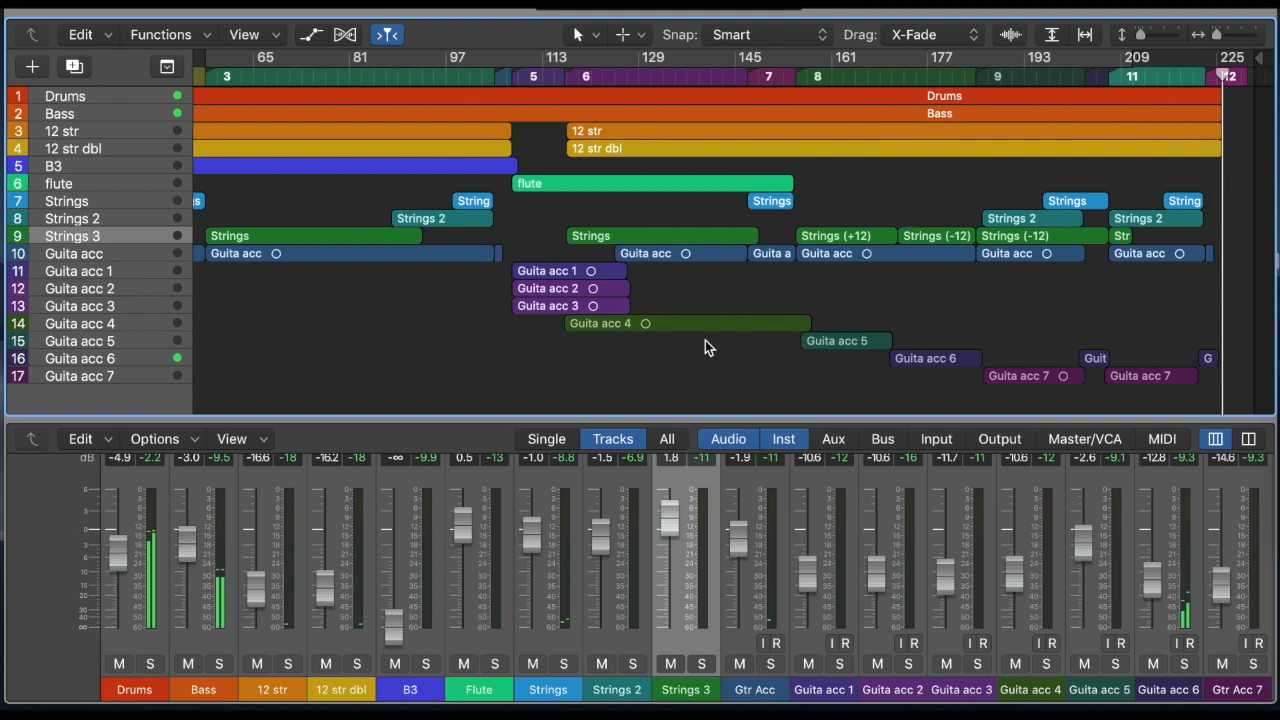 Edit Functions View Snap: Smart Drag: X-Fade
65 81 97 113 129 145 161 177 193 209 225
3 5 6 7 8 9 11 12
1 Drums Drums
2 Bass Bass
3 12 str 12 str
4 12 str dbl 12 str dbl
5 B3
6 flute flute
7 Strings gs String Strings Strings String
8 Strings 2 Strings 2 Strings 2 Strings 2
9 Strings 3 Strings Strings Strings (+12) Strings (-12) Strings (-12) Str
10 Guita acc Guita acc Guita acc Guita a Guita acc Guita acc Guita acc
11 Guita acc 1 Guita acc 1
12 Guita acc 2 Guita acc 2
13 Guita acc 3 Guita acc 3
14 Guita acc 4 Guita acc 4
15 Guita acc 5 Guita acc 5
16 Guita acc 6 Guita acc 6 Guit G
17 Guita acc 7 Guita acc 7 Guita acc 7
Edit Options View Single Tracks All Audio Inst Aux Bus Input Output Master/VCA MIDI
dB -4.9 -2.2 -3.0 -9.5 -16.6 -18 -16.2 -18 -∞ -9.9 0.5 -13 -1.0 -8.8 -1.5 -6.9 1.8 -11 -1.9 -11 -10.6 -12 -10.6 -16 -11.7 -11 -10.6 -12 -2.6 -9.1 -12.8 -9.3 -14.6 -9.3
I R I R I R I R I R I R I R I R
M S M S M S M S M S M S M S M S M S M S M S M S M S M S M S M S M S
Drums Bass 12 str 12 str dbl B3 Flute Strings Strings 2 Strings 3 Gtr Acc Guita acc 1 Guita acc 2 Guita acc 3 Guita acc 4 Guita acc 5 Guita acc 6 Gtr Acc 7